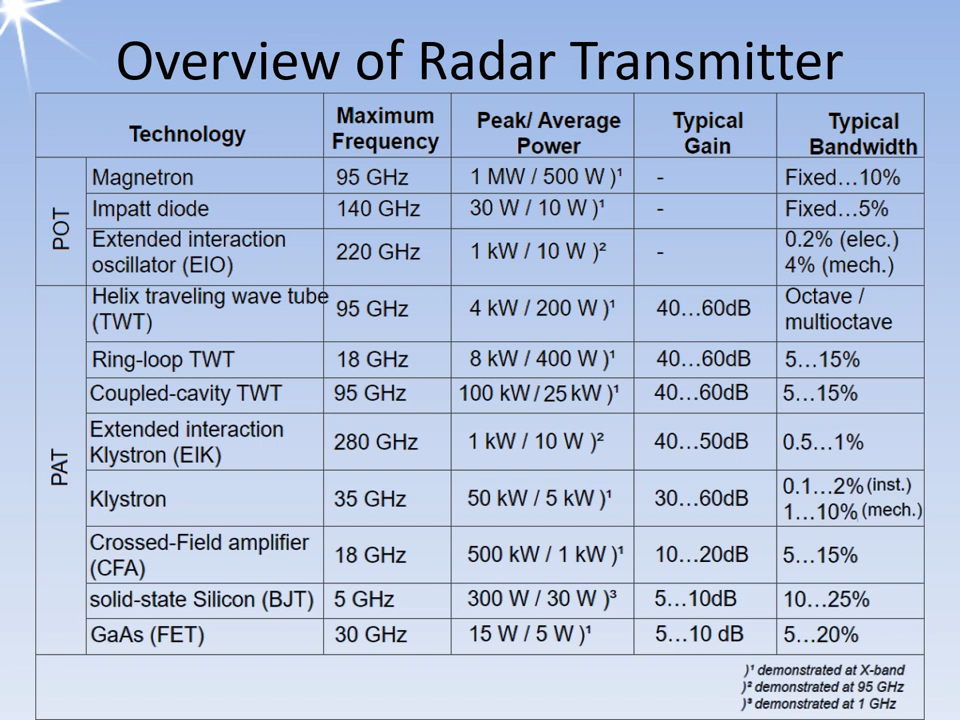 Overview of Radar Transmitter
Technology Maximum Frequency Peak/ Average Power Typical Gain Typical Bandwidth
POT
Magnetron 95 GHz 1 MW / 500 W )¹ - Fixed…10%
Impatt diode 140 GHz 30 W / 10 W )¹ - Fixed…5%
Extended interaction oscillator (EIO) 220 GHz 1 kW / 10 W )² - 0.2% (elec.) 4% (mech.)
PAT
Helix traveling wave tube (TWT) 95 GHz 4 kW / 200 W )¹ 40…60dB Octave / multioctave
Ring-loop TWT 18 GHz 8 kW / 400 W )¹ 40…60dB 5…15%
Coupled-cavity TWT 95 GHz 100 kW / 25 kW )¹ 40…60dB 5…15%
Extended interaction Klystron (EIK) 280 GHz 1 kW / 10 W )² 40…50dB 0.5…1%
Klystron 35 GHz 50 kW / 5 kW )¹ 30…60dB 0.1…2% (inst.) 1…10% (mech.)
Crossed-Field amplifier (CFA) 18 GHz 500 kW / 1 kW )¹ 10…20dB 5…15%
solid-state Silicon (BJT) 5 GHz 300 W / 30 W )³ 5…10dB 10…25%
GaAs (FET) 30 GHz 15 W / 5 W )¹ 5…10 dB 5…20%
)¹ demonstrated at X-band
)² demonstrated at 95 GHz
)³ demonstrated at 1 GHz